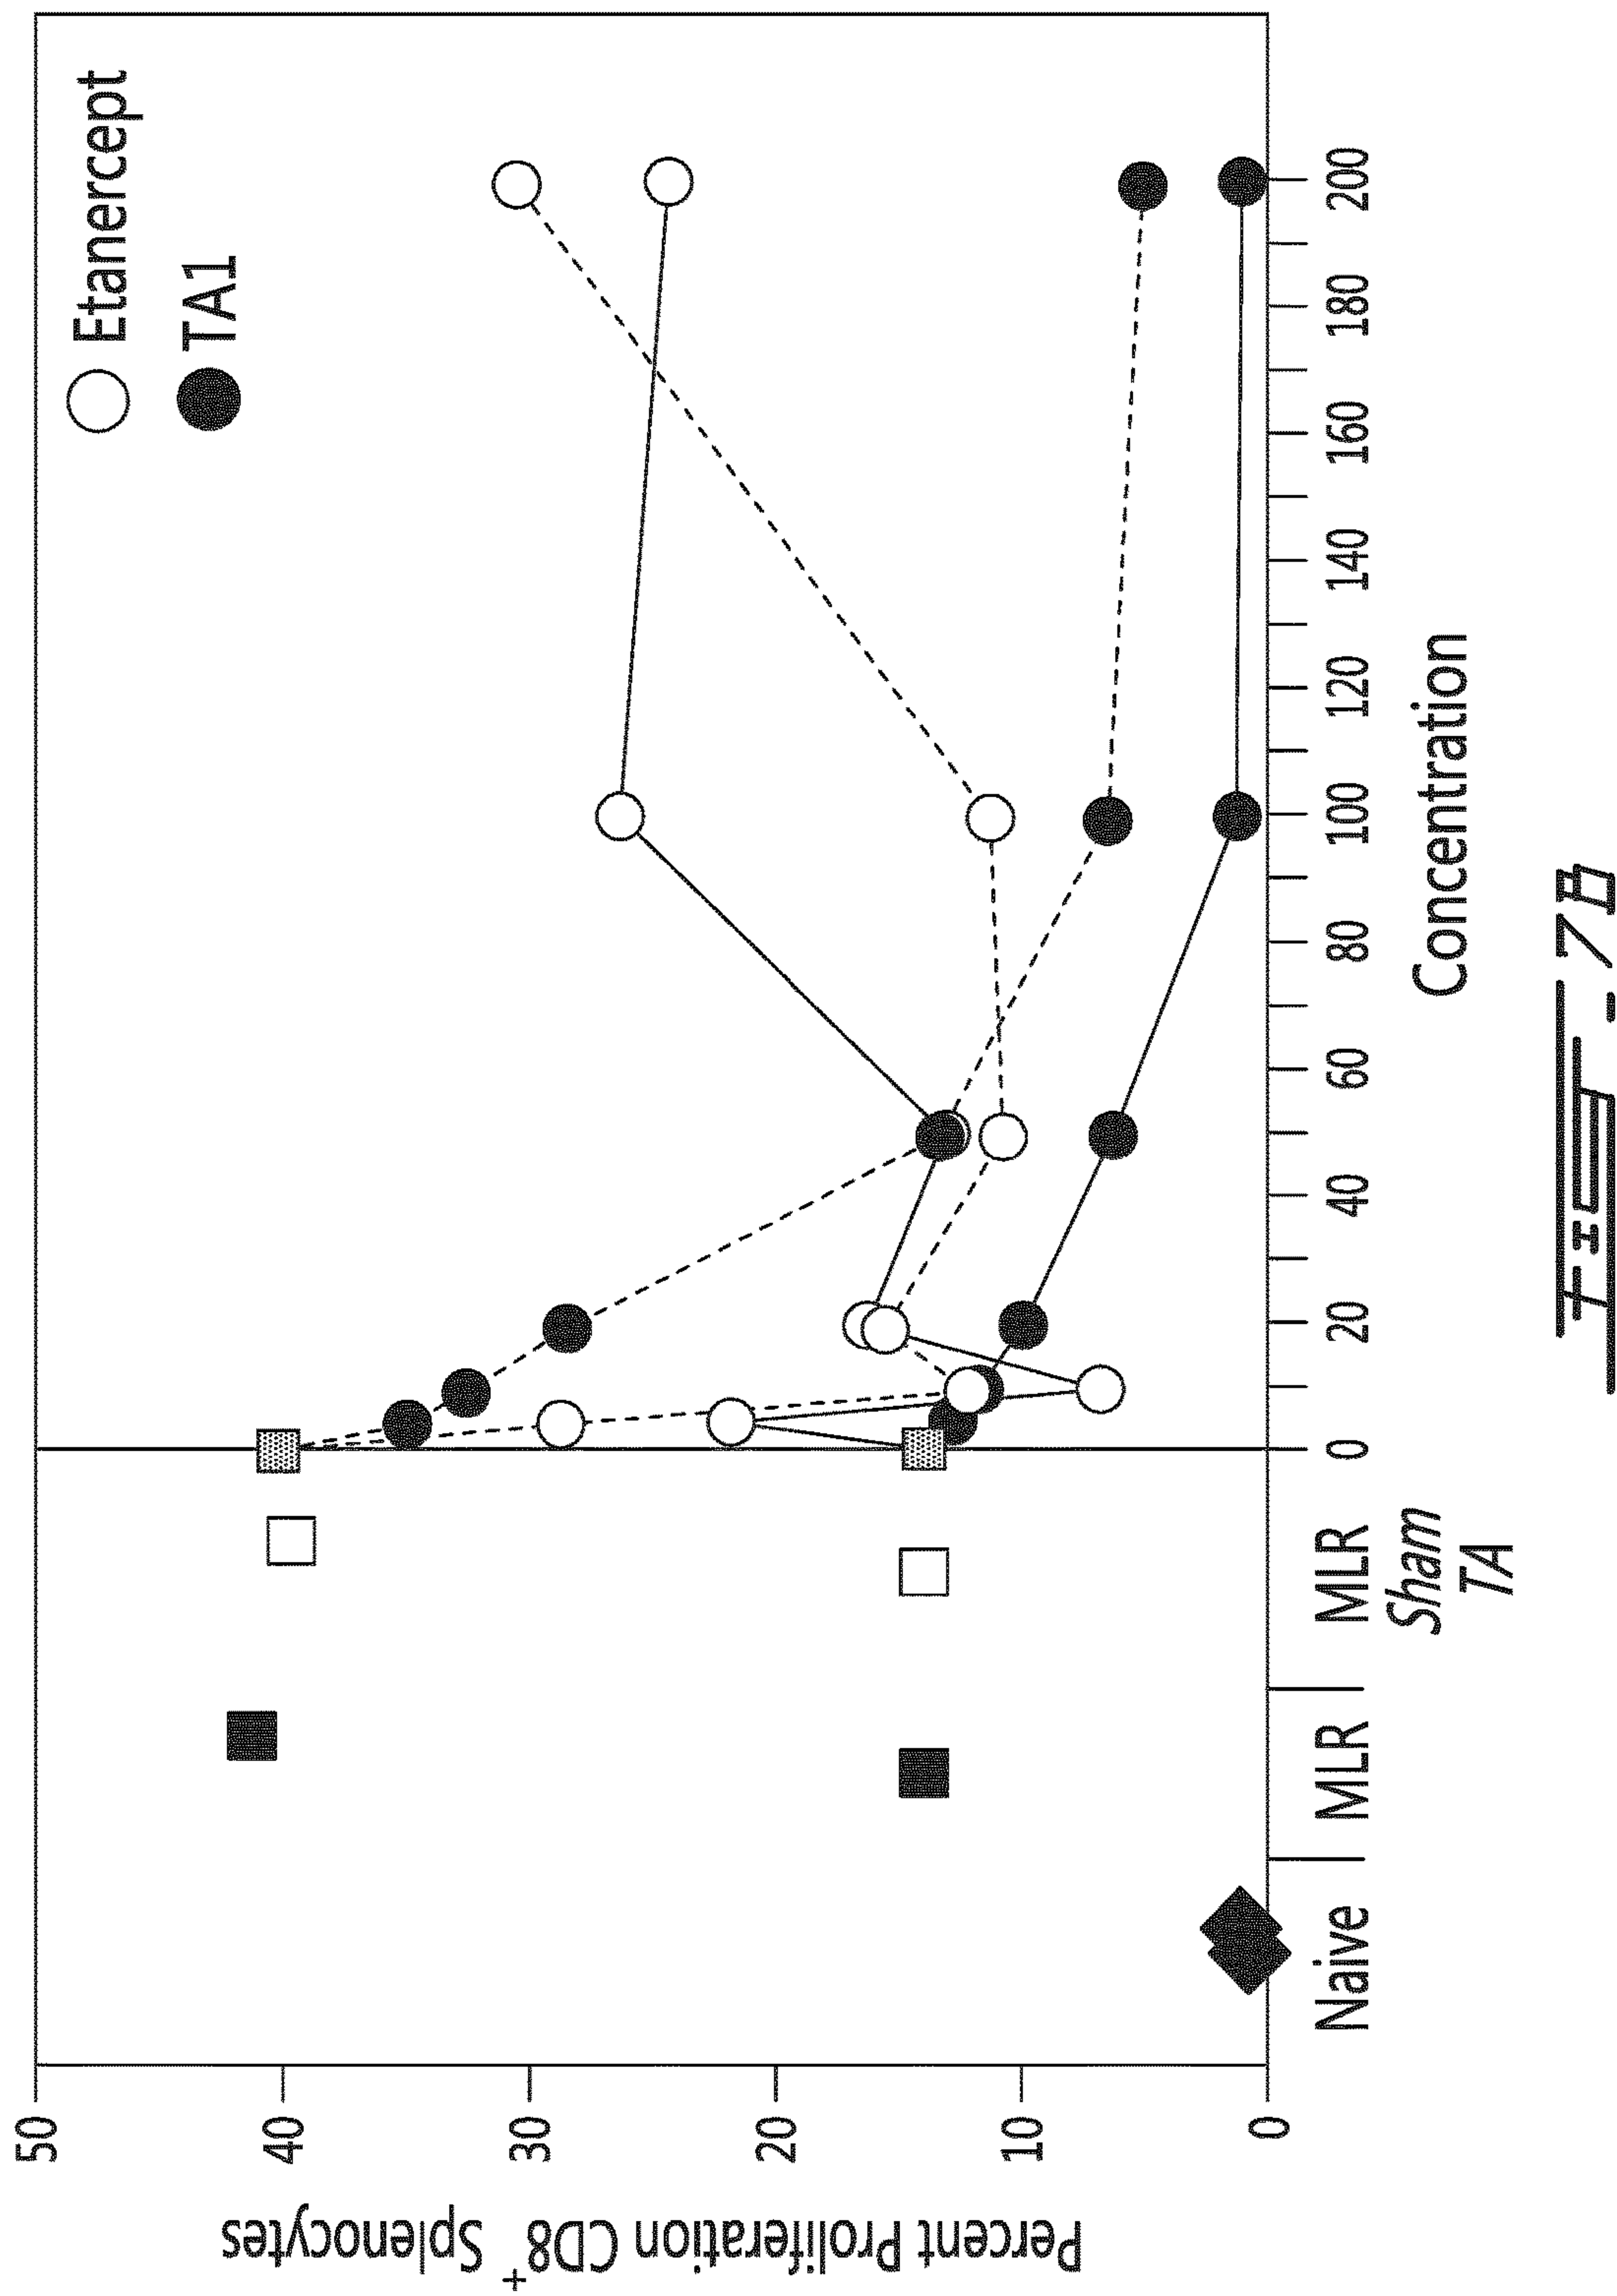 Etanercept
TA1
50
40
30
20
10
0
Percent Proliferation CD8+ Splenocytes
Naive
MLR
MLR
Sham
TA
0 20 40 60 80 100 120 140 160 180 200
Concentration
FIG. 7B